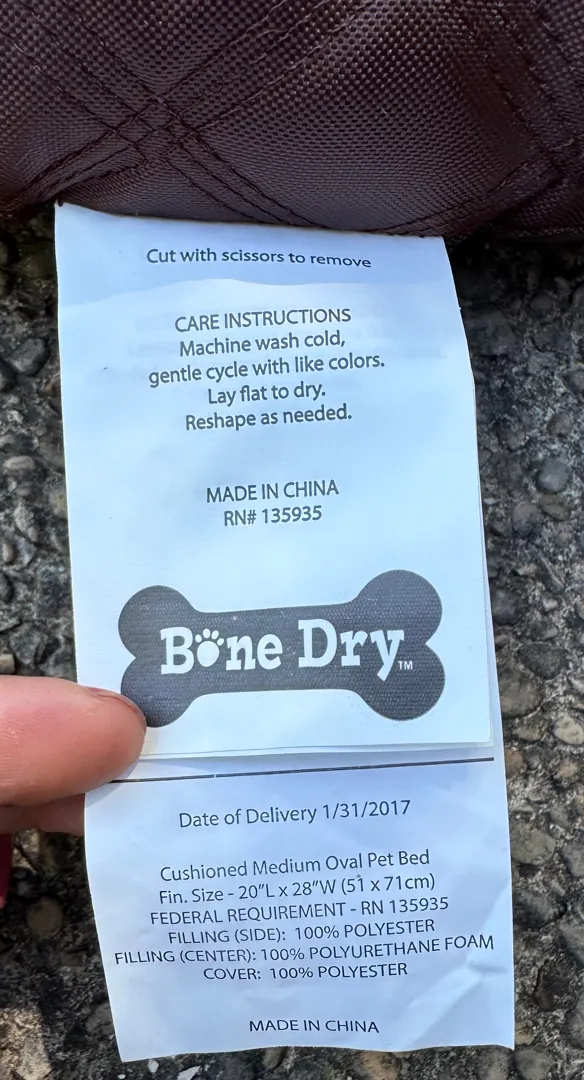 Cut with scissors to remove
CARE INSTRUCTIONS
Machine wash cold,
gentle cycle with like colors.
Lay flat to dry.
Reshape as needed.
MADE IN CHINA
RN# 135935
Bone Dry™
Date of Delivery 1/31/2017
Cushioned Medium Oval Pet Bed
Fin. Size - 20"L x 28"W (51 x 71cm)
FEDERAL REQUIREMENT - RN 135935
FILLING (SIDE): 100% POLYESTER
FILLING (CENTER): 100% POLYURETHANE FOAM
COVER: 100% POLYESTER
MADE IN CHINA